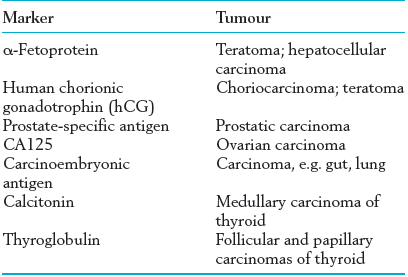 Marker Tumour
α-Fetoprotein Teratoma; hepatocellular
carcinoma
Human chorionic Choriocarcinoma; teratoma
gonadotrophin (hCG)
Prostate-specific antigen Prostatic carcinoma
CA125 Ovarian carcinoma
Carcinoembryonic Carcinoma, e.g. gut, lung
antigen
Calcitonin Medullary carcinoma of
thyroid
Thyroglobulin Follicular and papillary
carcinomas of thyroid